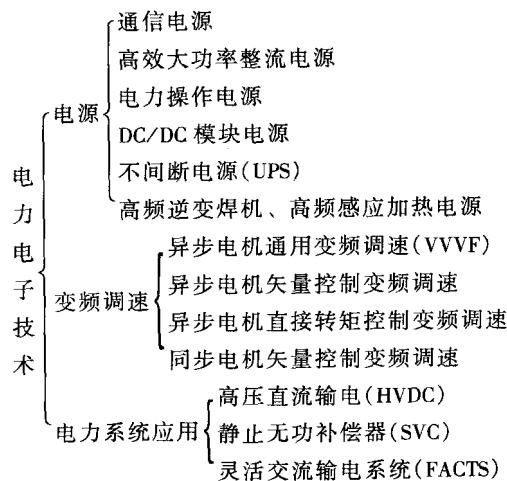 电力电子技术
电源
通信电源
高效大功率整流电源
电力操作电源
DC/DC 模块电源
不间断电源(UPS)
高频逆变焊机、高频感应加热电源
变频调速
异步电机通用变频调速(VVVF)
异步电机矢量控制变频调速
异步电机直接转矩控制变频调速
同步电机矢量控制变频调速
电力系统应用
高压直流输电(HVDC)
静止无功补偿器(SVC)
灵活交流输电系统(FACTS)